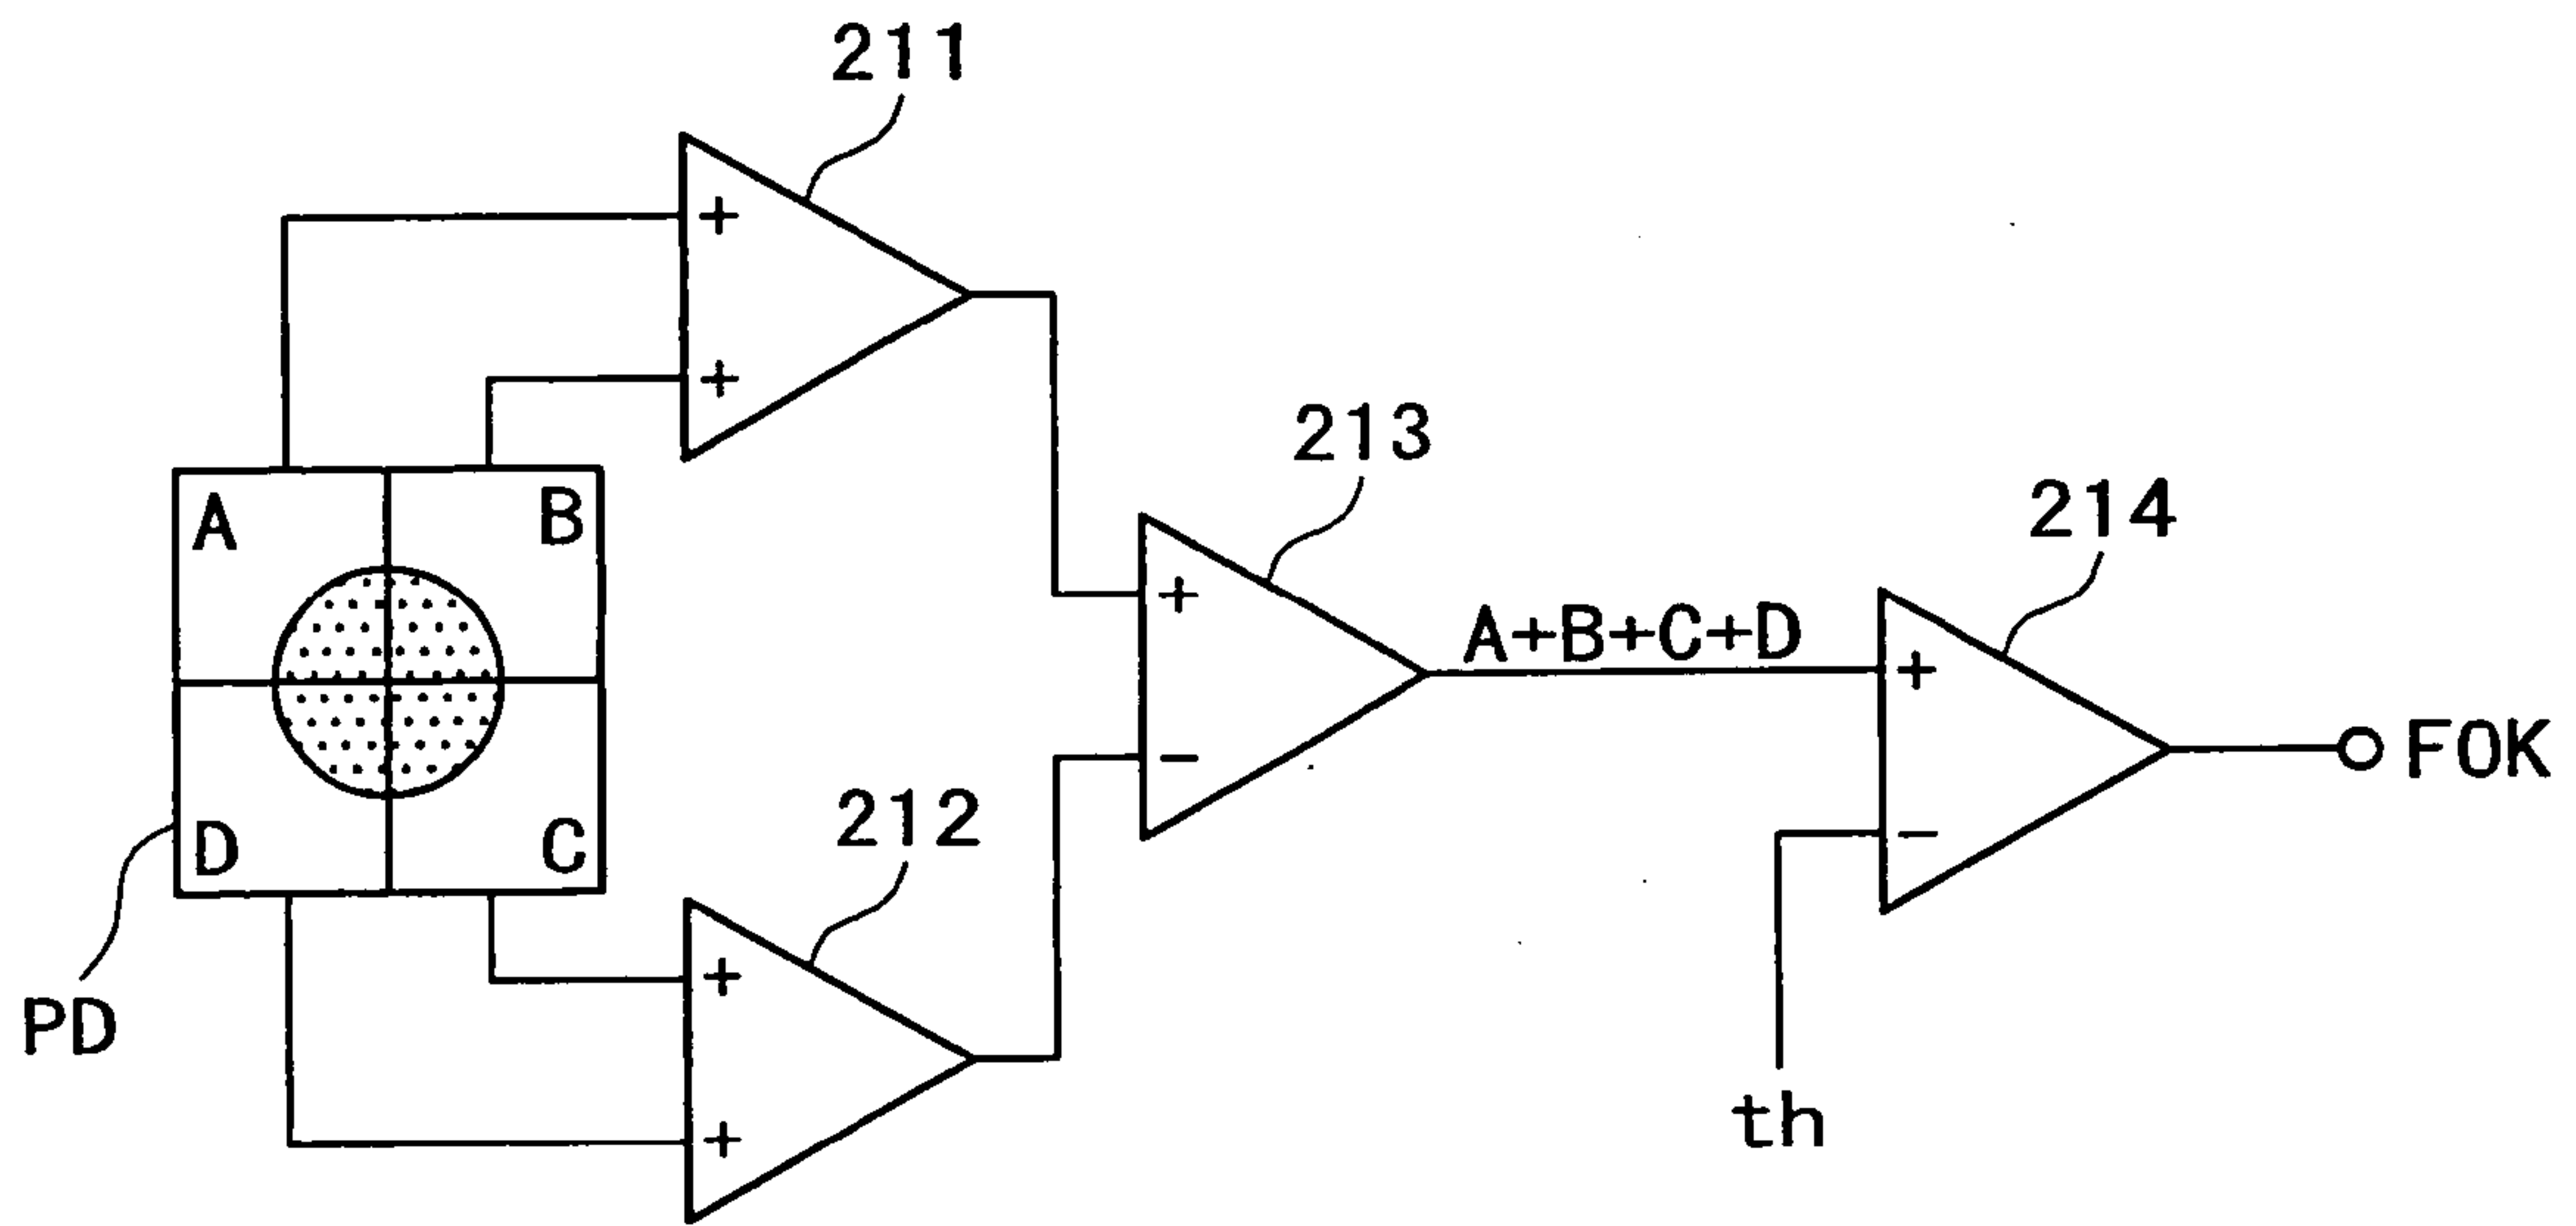 211
+
+
213
A B
+
A+B+C+D
214
+
FOK
D C
212
−
−
PD
+
th
+